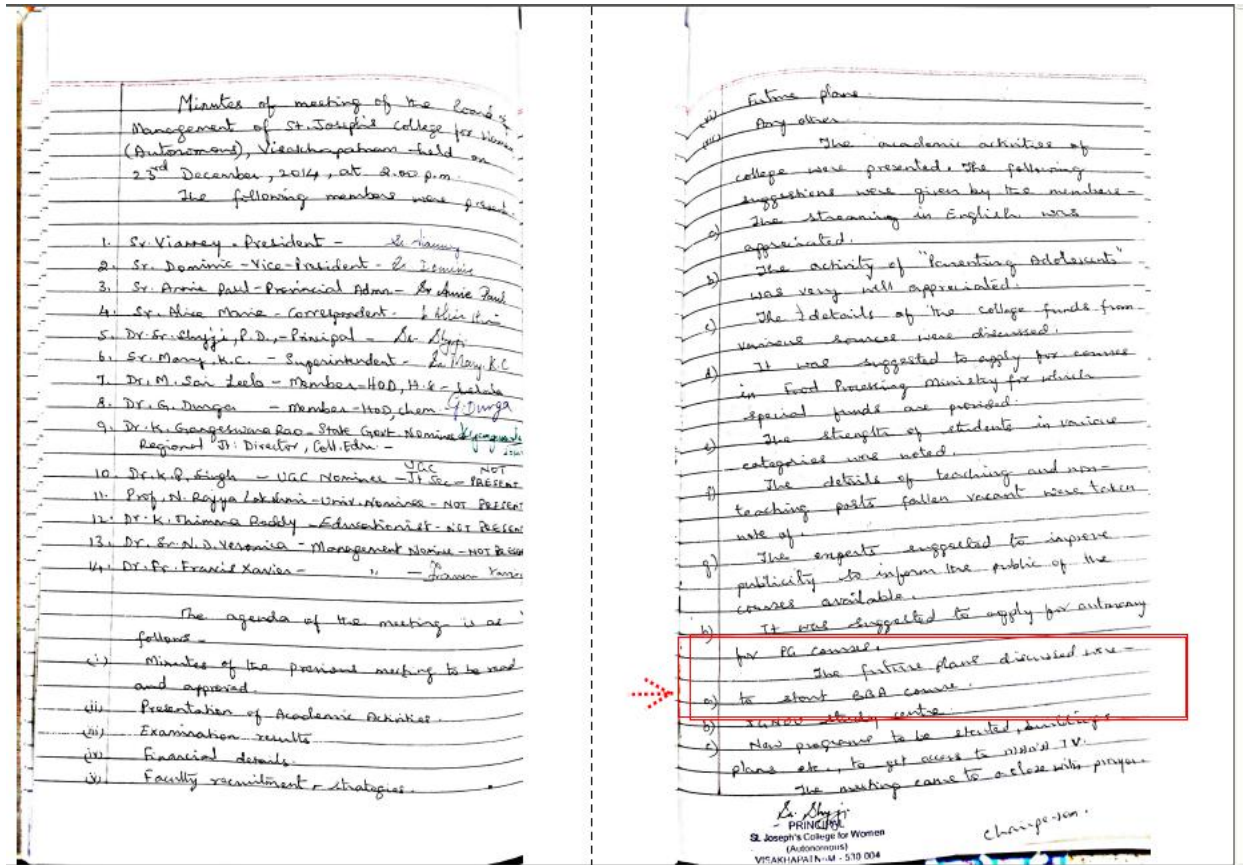 Minutes of meeting of the Board of
Management of St. Joseph's College for Women
(Autonomous), Visakhapatnam held on
23rd December, 2014, at 2.00 p.m.
The following members were present.
1. Sr. Vianney - President -
2. Sr. Dominic - Vice-President - Sr Dominic
3. Sr. Annie Paul - Provincial Admn - Sr Annie Paul
4. Sr. Alice Maria - Correspondent -
5. Dr. Sr. Shyji, P.D., - Principal - Sr. Shyji
6. Sr. Mary, K.C. - Superintendent - Sr. Mary. K.C
7. Dr. M. Sai Leela - Member - HOD, H.S -
8. Dr. G. Durga - Member - HOD, Chem. G. Durga
9. Dr. K. Gangeswara Rao - State Govt Nominee
Regional Jt: Director, Coll. Edn. -
10. Dr. K.P. Singh - UGC Nominee - UGC Jt Sec - NOT PRESENT
11. Prof. N. Rajya Lakshmi - Univ. Nominee - NOT PRESENT
12. Dr. K. Thimma Reddy - Educationist - NOT PRESENT
13. Dr. Sr. N.D. Veronica - Management Nominee - NOT PRESENT
14. Dr. Fr. Francis Xavier - " -
The agenda of the meeting is as
follows -
(i) Minutes of the previous meeting to be read
and approved.
(ii) Presentation of Academic Activities.
(iii) Examination results
(iv) Financial details.
(v) Faculty recruitment & strategies.
(vi) Future plans.
(vii) Any other.
The academic activities of
college were presented. The following
suggestions were given by the members -
a) The streaming in English was
appreciated.
b) The activity of "Parenting Adolescents"
was very well appreciated.
c) The details of the college funds from
various sources were discussed.
d) It was suggested to apply for courses
in Food Processing Ministry for which
special funds are provided.
e) The strength of students in various
categories was noted.
f) The details of teaching and non-
teaching posts fallen vacant were taken
note of.
g) The experts suggested to improve
publicity to inform the public of the
courses available.
h) It was suggested to apply for autonomy
for PG courses.
The future plans discussed were -
a) to start BBA course.
b) IGNOU study centre.
c) New programs to be started, buildings
plans etc., to get access to TV.
The meeting came to a close with prayer.
Sr. Shyji
PRINCIPAL
St. Joseph's College for Women
(Autonomous)
VISAKHAPATNAM - 530 004
Chairperson.